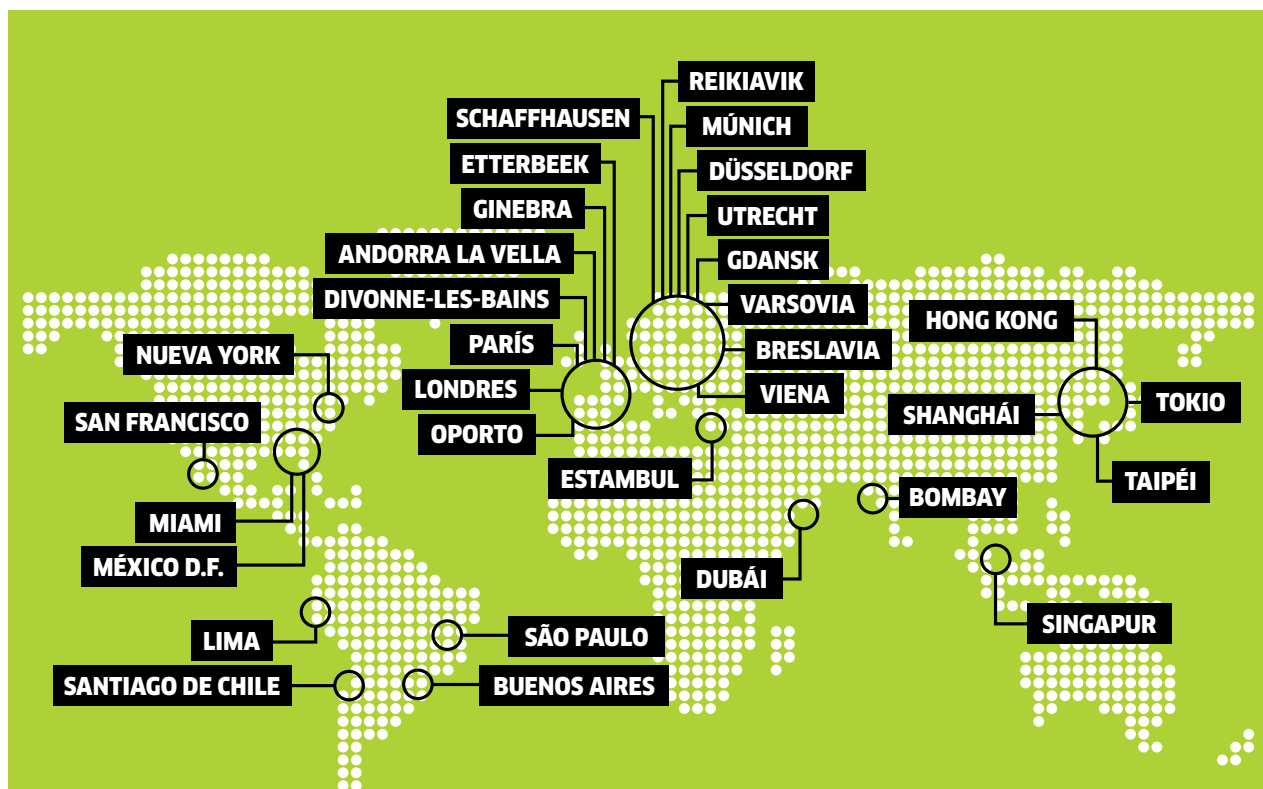 REIKIAVIK
SCHAFFHAUSEN
MÚNICH
ETTERBEEK
DÜSSELDORF
GINEBRA
UTRECHT
ANDORRA LA VELLA
GDANSK
DIVONNE-LES-BAINS
VARSOVIA
HONG KONG
PARÍS
BRESLAVIA
NUEVA YORK
LONDRES
VIENA
TOKIO
SAN FRANCISCO
SHANGHÁI
OPORTO
ESTAMBUL
TAIPÉI
BOMBAY
MIAMI
MÉXICO D.F.
DUBÁI
SINGAPUR
LIMA
SÃO PAULO
SANTIAGO DE CHILE
BUENOS AIRES